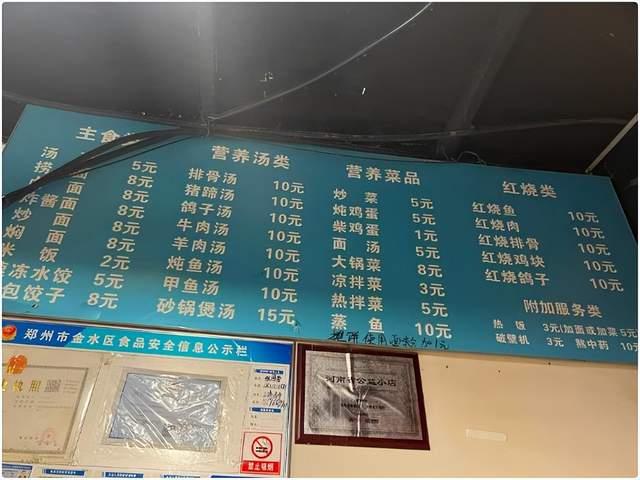 主食
汤 5元
捞面 8元
炸酱面 8元
炒面 8元
焖面 8元
米饭 2元
速冻水饺 5元
包饺子 8元
营养汤类
排骨汤 10元
猪蹄汤 10元
鸽子汤 10元
牛肉汤 10元
羊肉汤 10元
炖鱼汤 10元
甲鱼汤 10元
砂锅煲汤 15元
营养菜品
炒菜 5元
炖鸡蛋 5元
柴鸡蛋 1元
面汤 5元
大锅菜 8元
凉拌菜 3元
热拌菜 5元
蒸鱼 10元
红烧类
红烧鱼 10元
红烧肉 10元
红烧排骨 10元
红烧鸡块 10元
红烧鸽子 10元
附加服务类
热饭 3元(加面或加菜 5元
破壁机 3元 熬中药 10元
使用面粉加1元
郑州市金水区食品安全信息公示栏
河南省公益小店
禁止吸烟